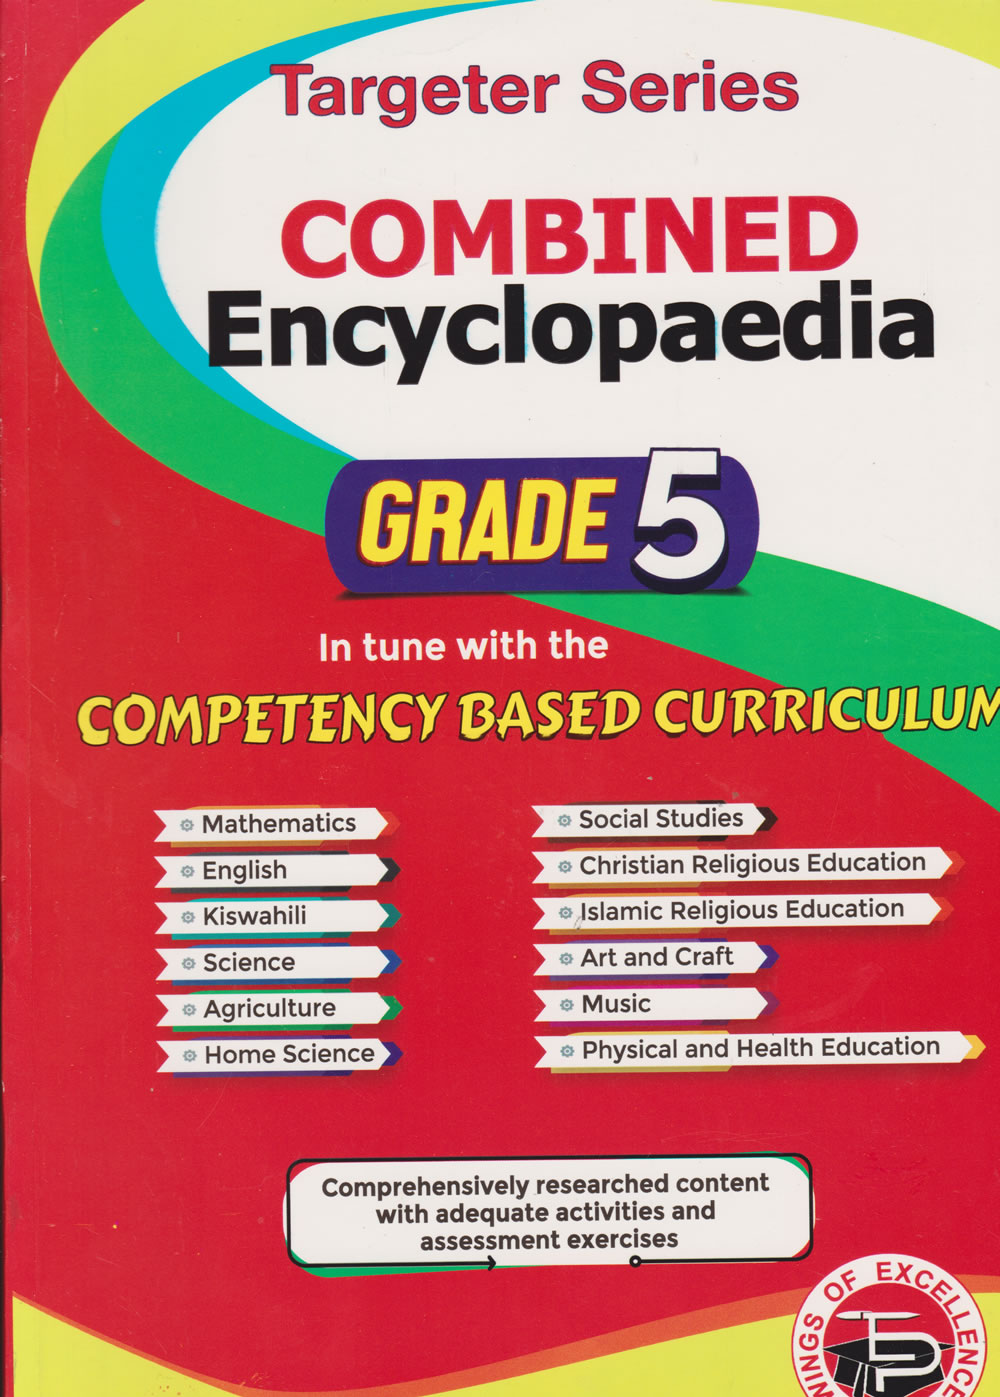 Targeter Series
COMBINED
Encyclopaedia
GRADE 5
In tune with the
COMPETENCY BASED CURRICULUM
Mathematics
English
Kiswahili
Science
Agriculture
Home Science
Social Studies
Christian Religious Education
Islamic Religious Education
Art and Craft
Music
Physical and Health Education
Comprehensively researched content
with adequate activities and
assessment exercises
WINGS OF EXCELLENCE